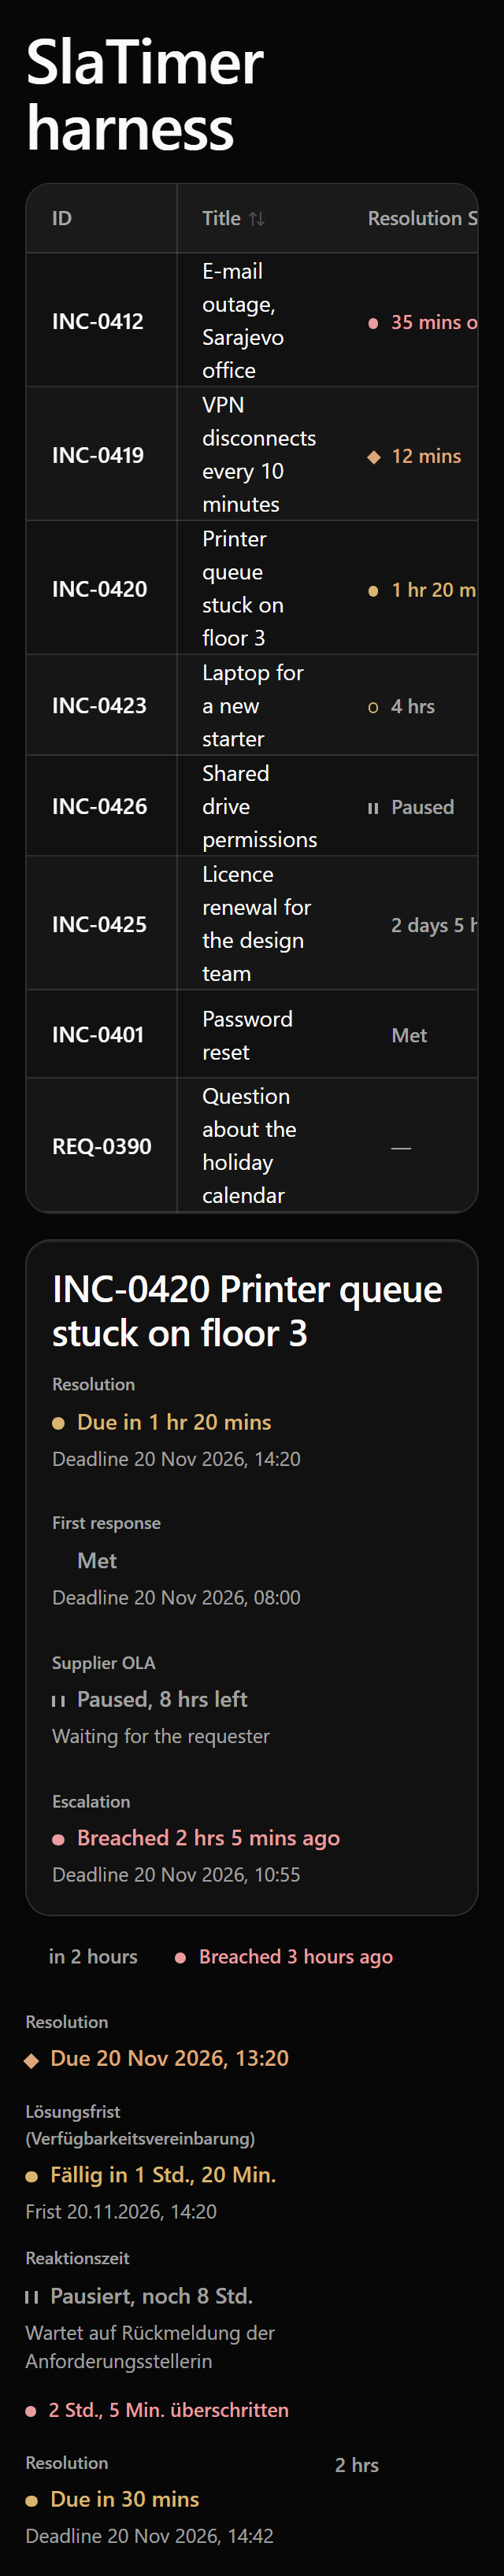 SlaTimer
harness
ID Title Resolution S
INC-0412
E-mail
outage,
Sarajevo
office
35 mins o
INC-0419
VPN
disconnects
every 10
minutes
12 mins
INC-0420
Printer
queue
stuck on
floor 3
1 hr 20 m
INC-0423
Laptop for
a new
starter
4 hrs
INC-0426
Shared
drive
permissions
Paused
INC-0425
Licence
renewal for
the design
team
2 days 5 h
INC-0401
Password
reset
Met
REQ-0390
Question
about the
holiday
calendar
—
INC-0420 Printer queue
stuck on floor 3
Resolution
Due in 1 hr 20 mins
Deadline 20 Nov 2026, 14:20
First response
Met
Deadline 20 Nov 2026, 08:00
Supplier OLA
Paused, 8 hrs left
Waiting for the requester
Escalation
Breached 2 hrs 5 mins ago
Deadline 20 Nov 2026, 10:55
in 2 hours Breached 3 hours ago
Resolution
Due 20 Nov 2026, 13:20
Lösungsfrist
(Verfügbarkeitsvereinbarung)
Fällig in 1 Std., 20 Min.
Frist 20.11.2026, 14:20
Reaktionszeit
Pausiert, noch 8 Std.
Wartet auf Rückmeldung der
Anforderungsstellerin
2 Std., 5 Min. überschritten
Resolution 2 hrs
Due in 30 mins
Deadline 20 Nov 2026, 14:42